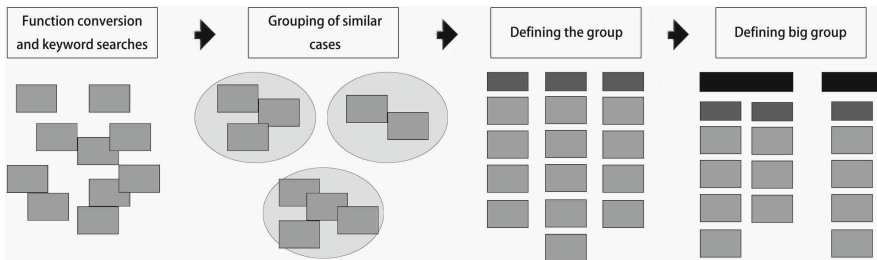 Function conversion
and keyword searches
Grouping of similar
cases
Defining the group
Defining big group